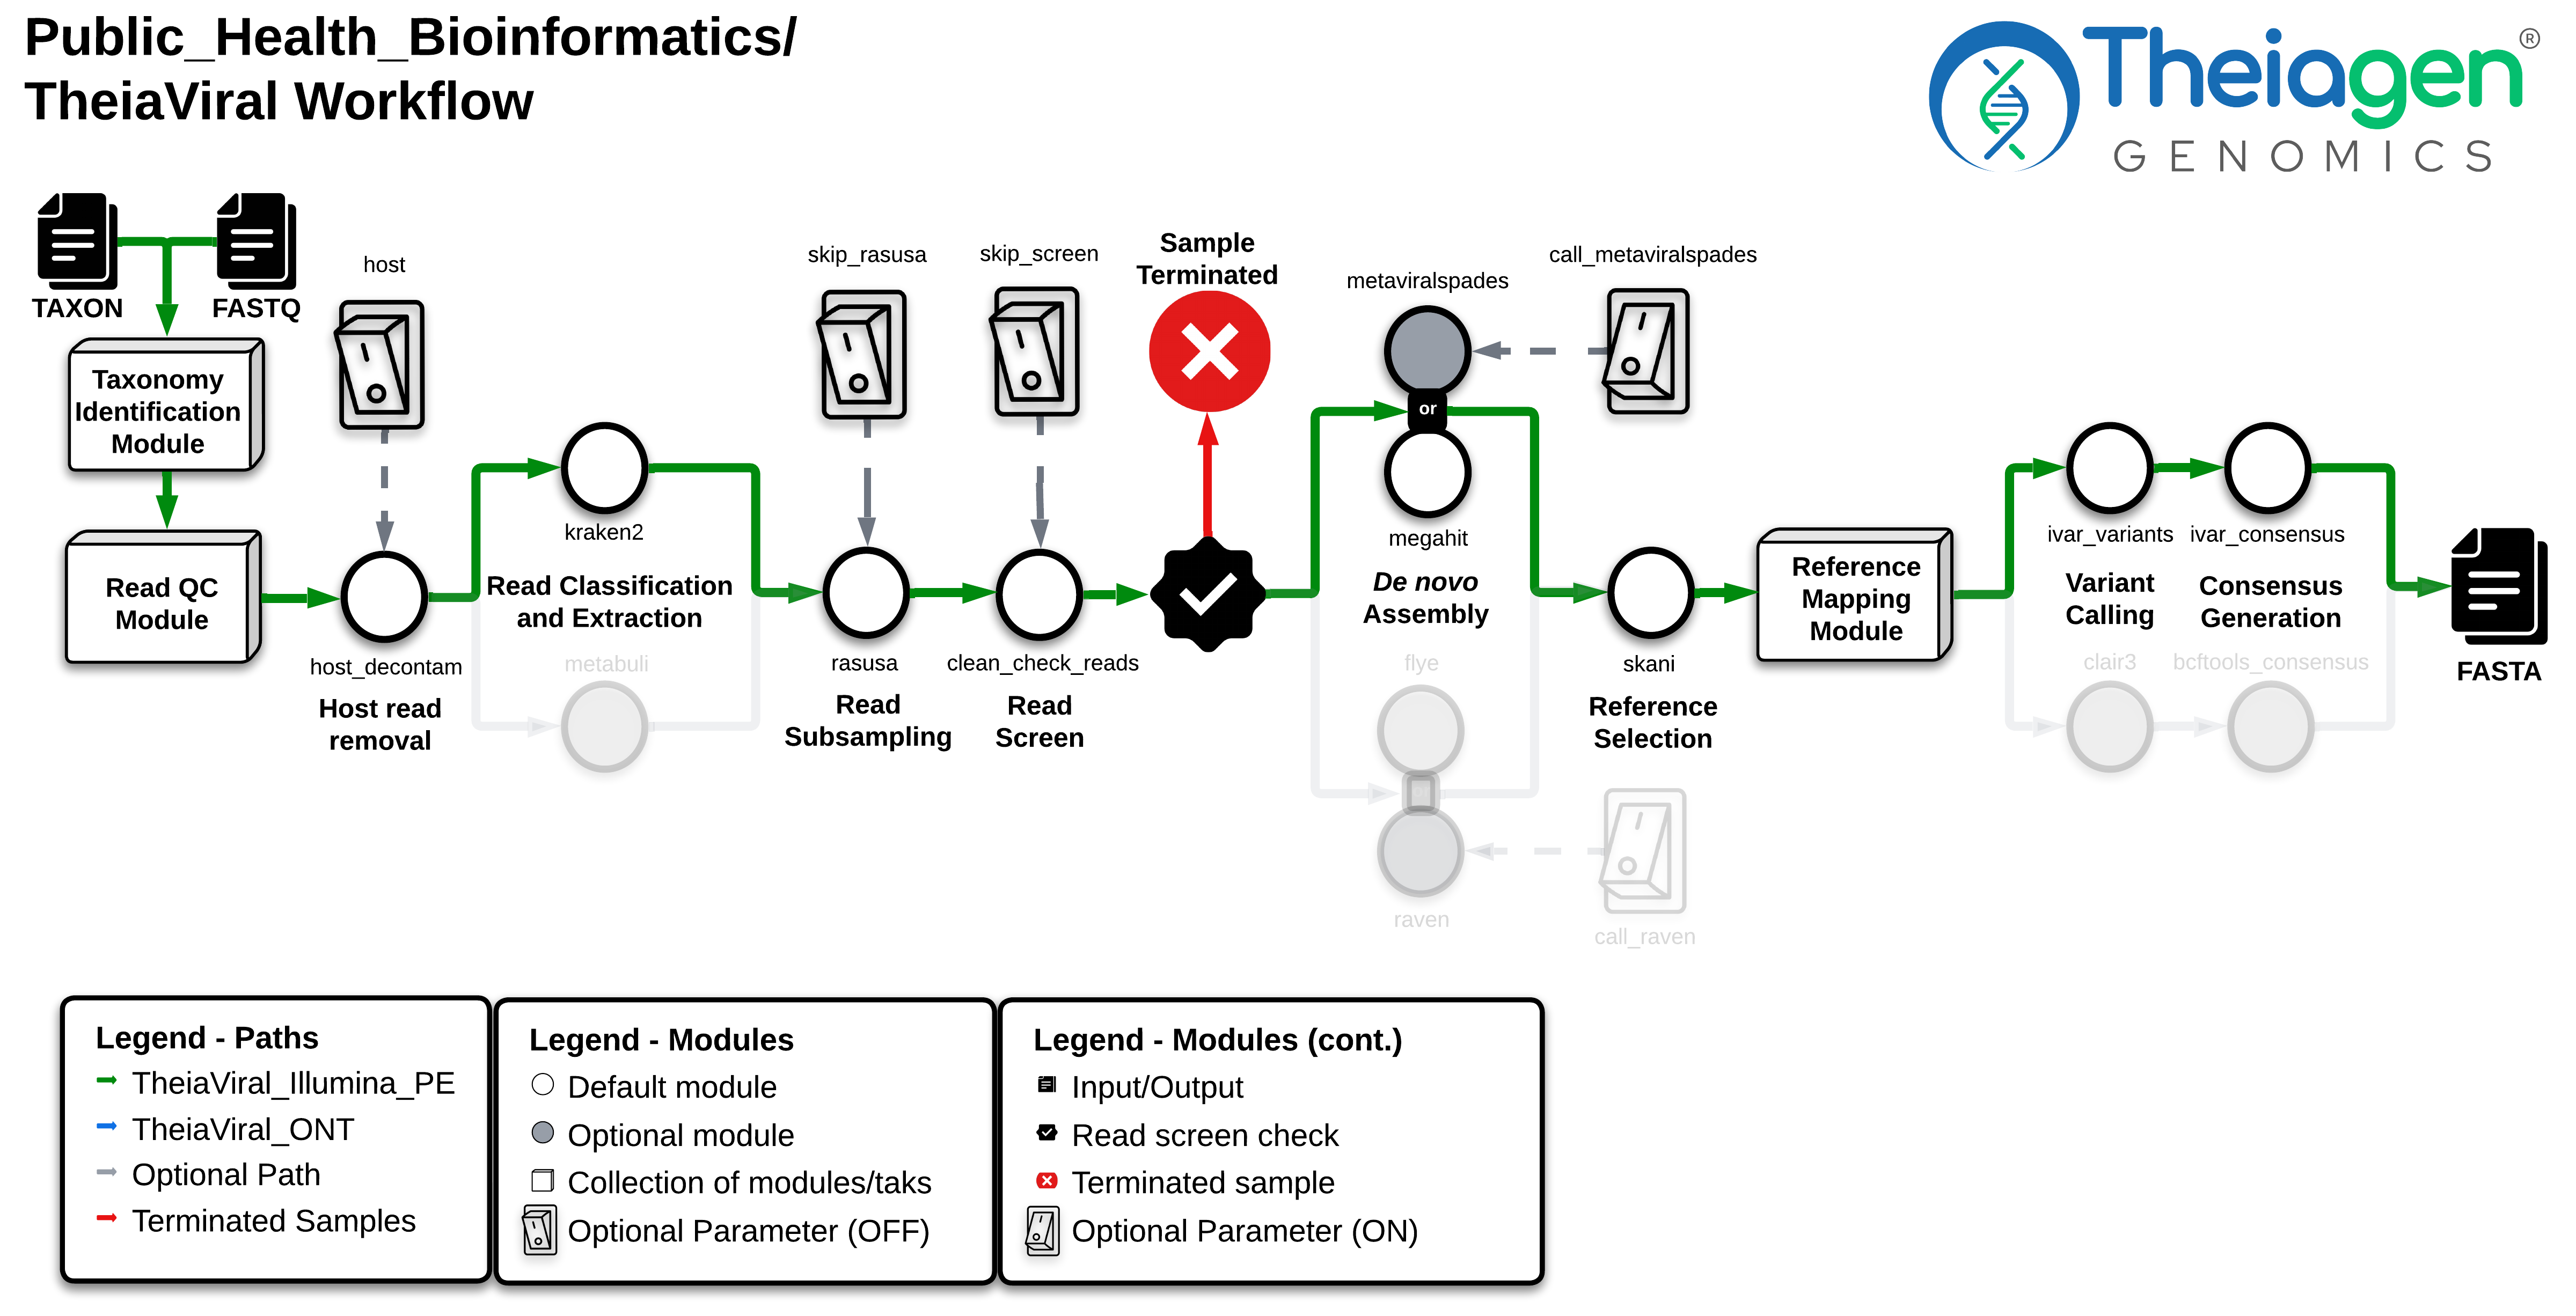 Public_Health_Bioinformatics/
TheiaViral Workflow
Theiagen®
GENOMICS
TAXON
FASTQ
Taxonomy
Identification
Module
Read QC
Module
host
host_decontam
Host read
removal
kraken2
Read Classification
and Extraction
metabuli
skip_rasusa
rasusa
Read
Subsampling
skip_screen
clean_check_reads
Read
Screen
Sample
Terminated
metaviralspades
or
megahit
De novo
Assembly
flye
raven
call_metaviralspades
call_raven
skani
Reference
Selection
Reference
Mapping
Module
ivar_variants
Variant
Calling
clair3
ivar_consensus
Consensus
Generation
bcftools_consensus
FASTA
Legend - Paths
TheiaViral_Illumina_PE
TheiaViral_ONT
Optional Path
Terminated Samples
Legend - Modules
Default module
Optional module
Collection of modules/taks
Optional Parameter (OFF)
Legend - Modules (cont.)
Input/Output
Read screen check
Terminated sample
Optional Parameter (ON)